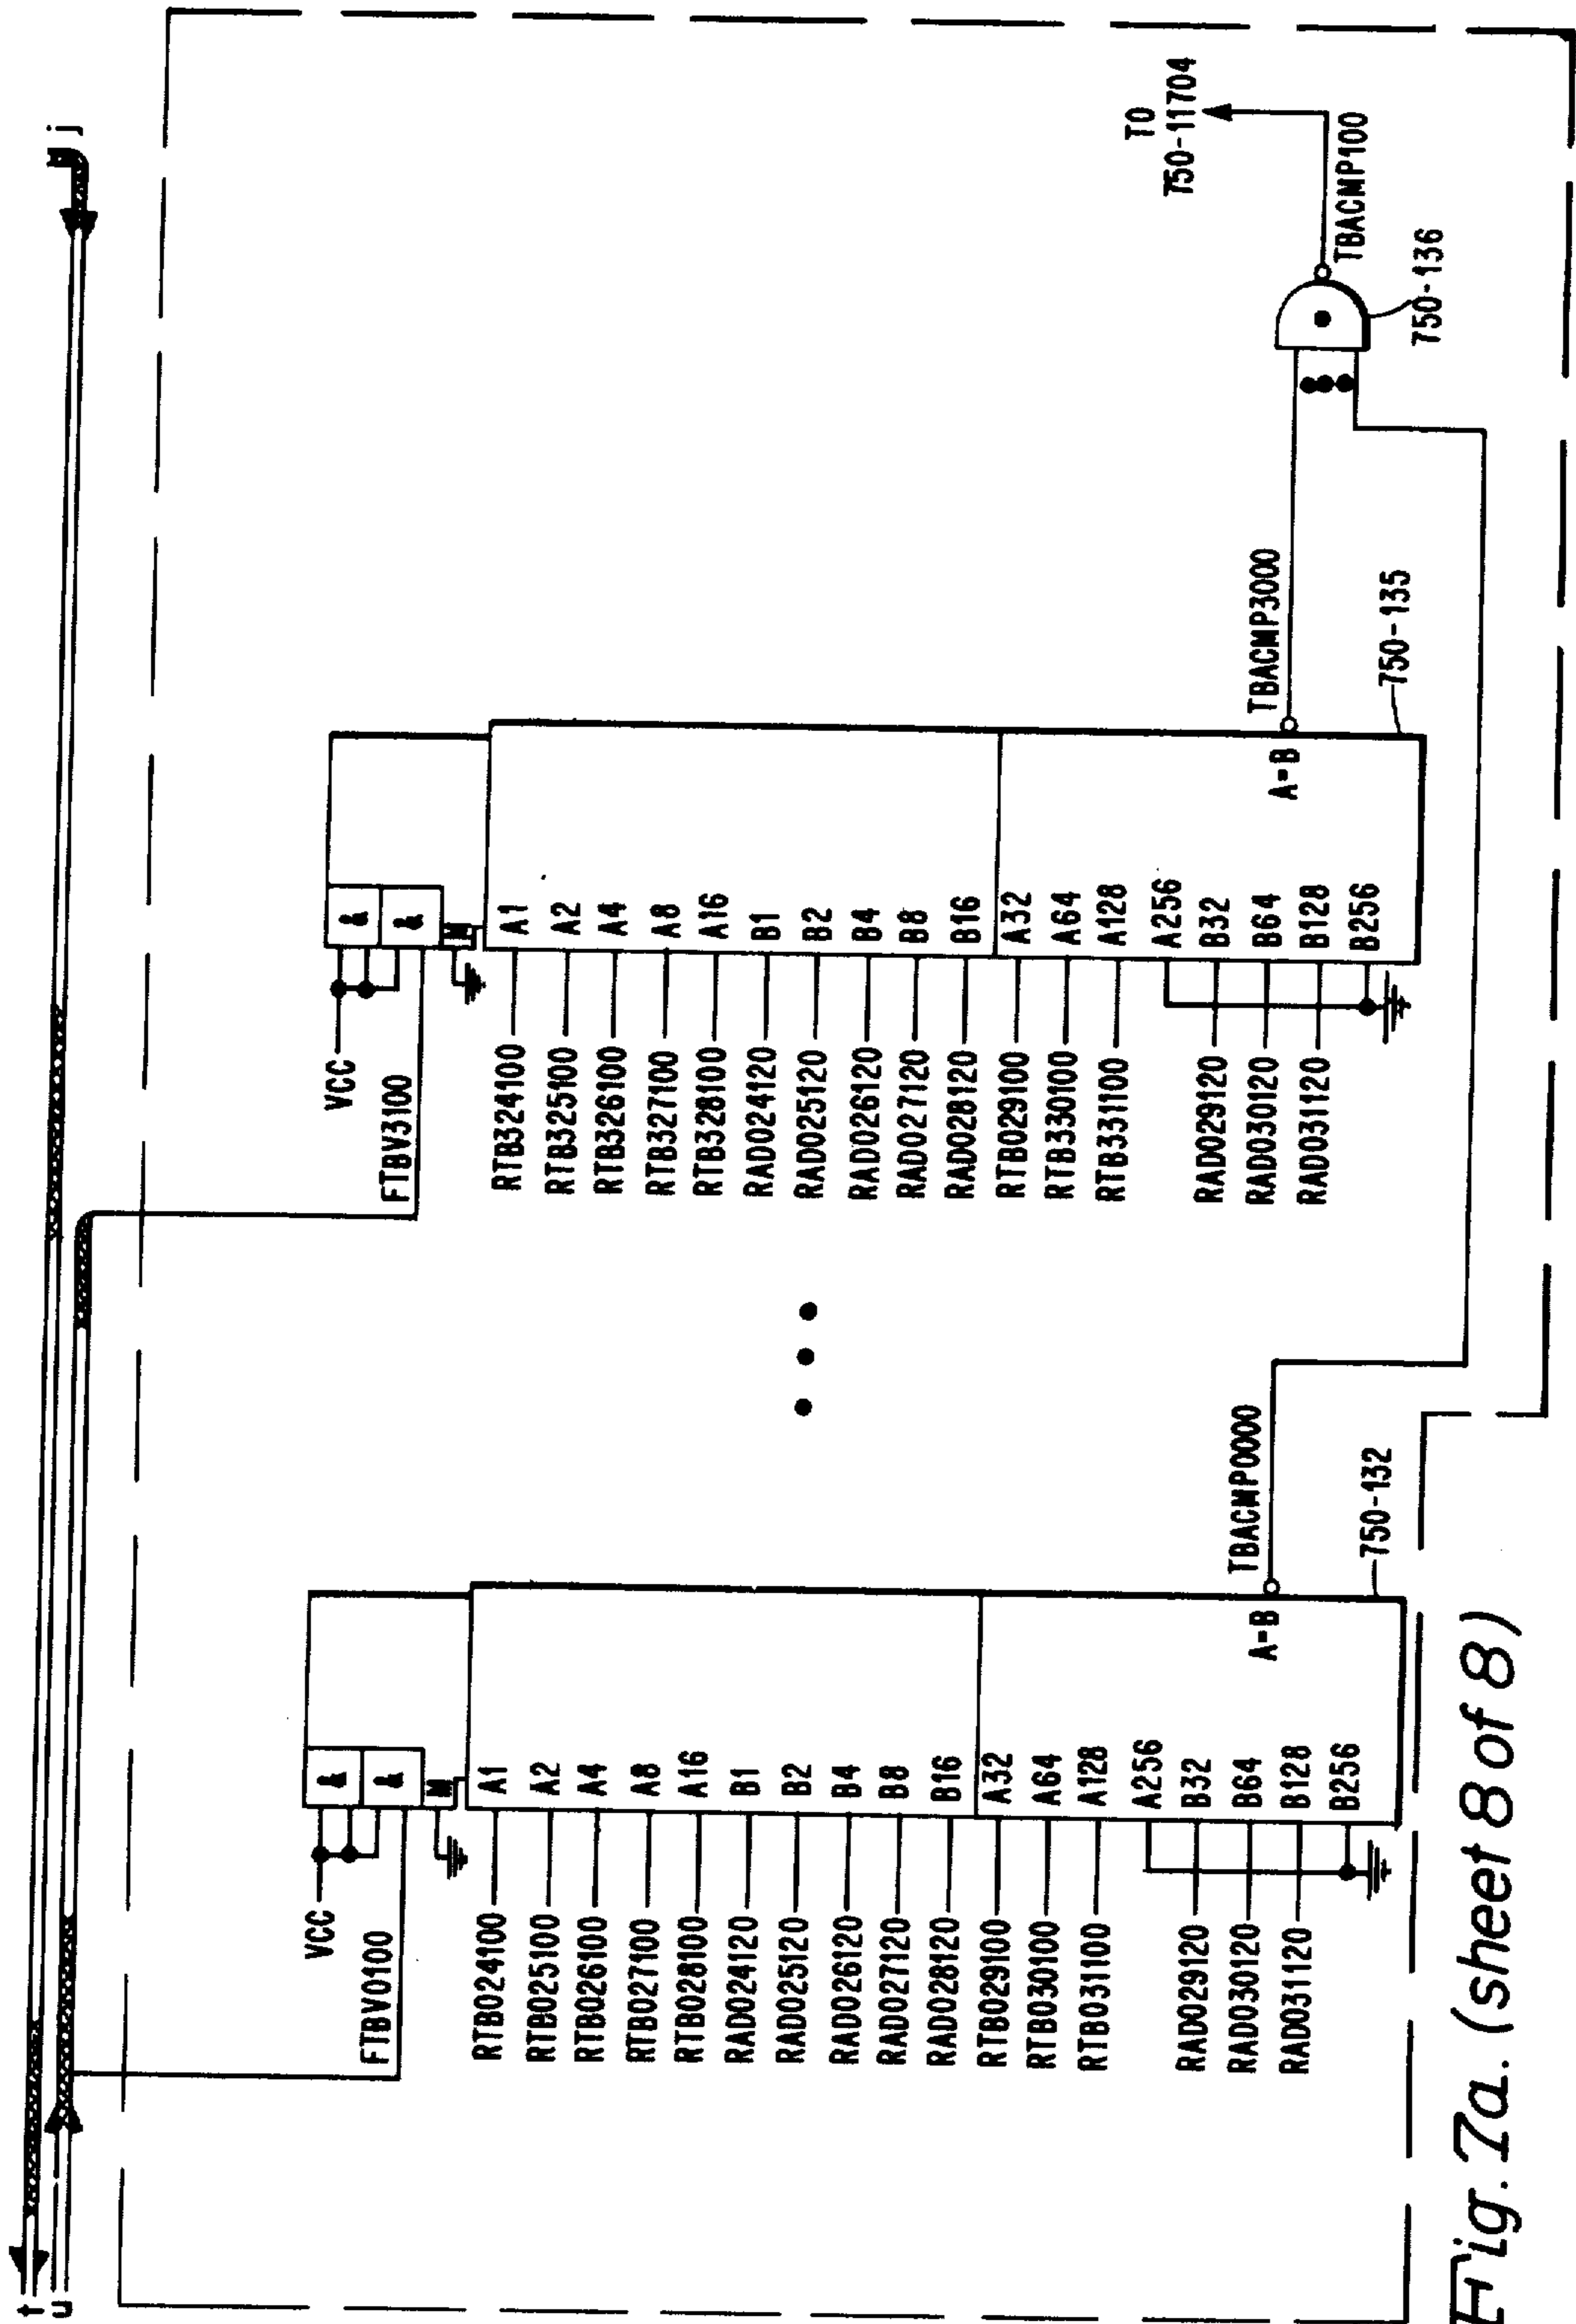 t
u
j
VCC
FTBV0100
&
&
M
RTB024100 A1
RTB025100 A2
RTB026100 A4
RTB027100 A8
RTB028100 A16
RAD024120 B1
RAD025120 B2
RAD026120 B4
RAD027120 B8
RAD028120 B16
RTB029100 A32
RTB030100 A64
RTB031100 A128
A256
RAD029120 B32
RAD030120 B64
RAD031120 B128
B256
A=B
TBACMP0000
750-132
VCC
FTBV3100
&
&
M
RTB324100 A1
RTB325100 A2
RTB326100 A4
RTB327100 A8
RTB328100 A16
RAD024120 B1
RAD025120 B2
RAD026120 B4
RAD027120 B8
RAD028120 B16
RTB029100 A32
RTB330100 A64
RTB331100 A128
A256
RAD029120 B32
RAD030120 B64
RAD031120 B128
B256
A=B
TBACMP3000
750-135
TO
750-11704
TBACMP100
750-136
Fig. 7a. (sheet 8 of 8)